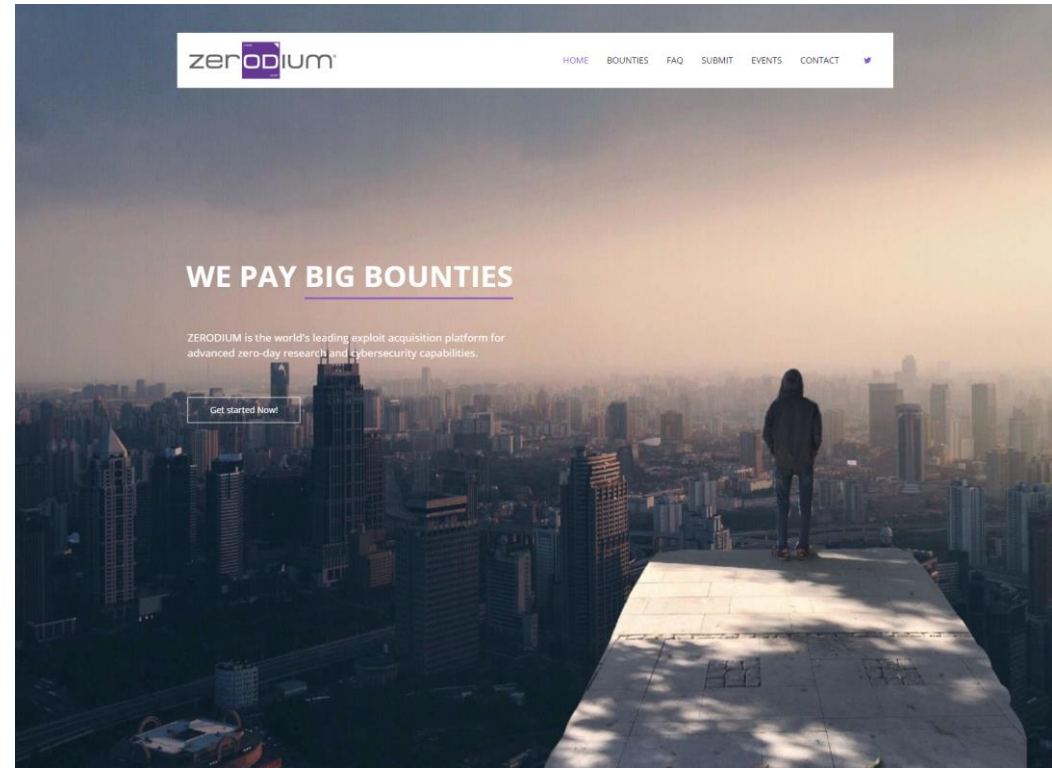 zerodium®
HOME BOUNTIES FAQ SUBMIT EVENTS CONTACT
WE PAY BIG BOUNTIES
ZERODIUM is the world's leading exploit acquisition platform for
advanced zero-day research and cybersecurity capabilities.
Get started Now!